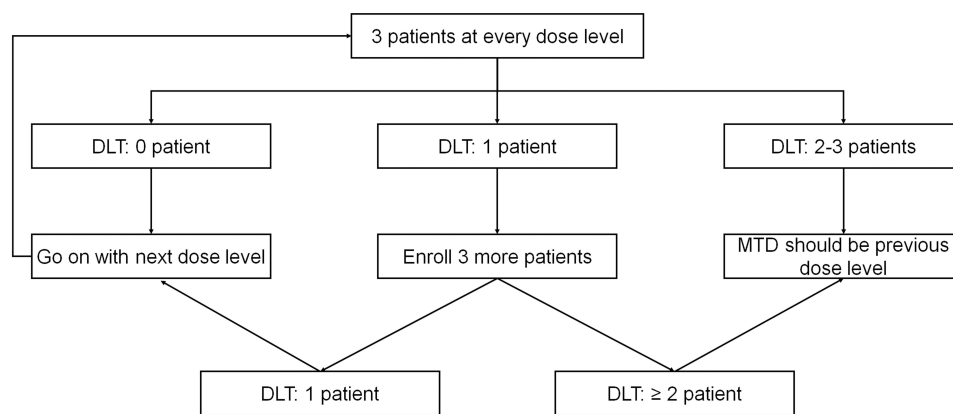 3 patients at every dose level
DLT: 0 patient
DLT: 1 patient
DLT: 2-3 patients
Go on with next dose level
Enroll 3 more patients
MTD should be previous
dose level
DLT: 1 patient
DLT: ≥ 2 patient